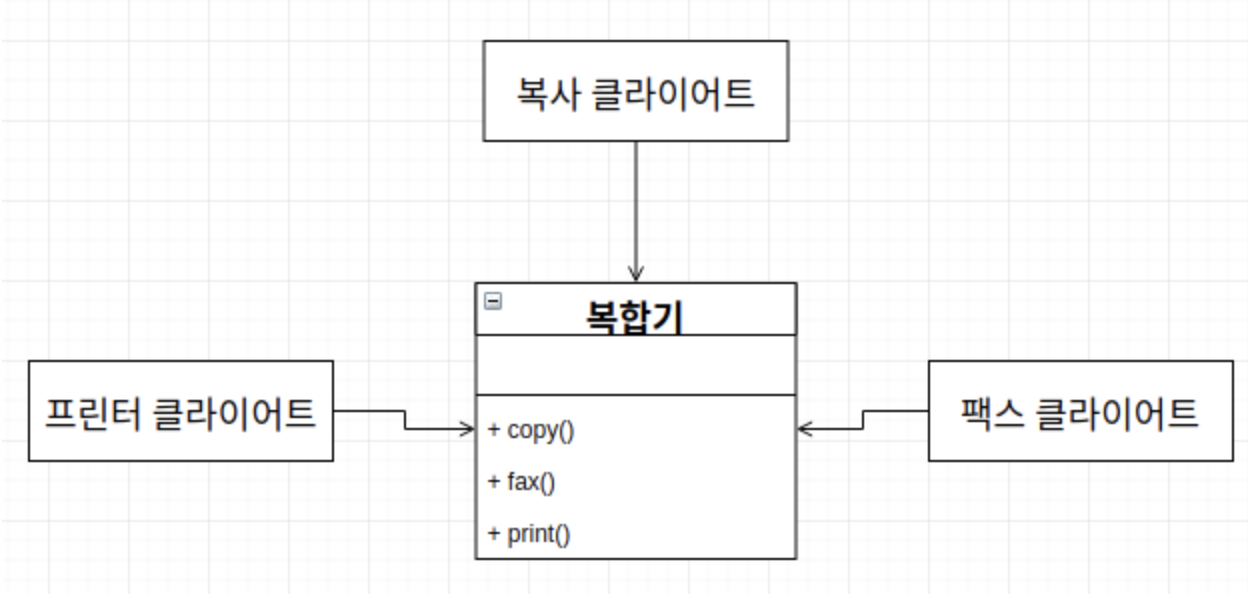 복사 클라이어트
복합기
프린터 클라이어트
팩스 클라이어트
+ copy()
+ fax()
+ print()